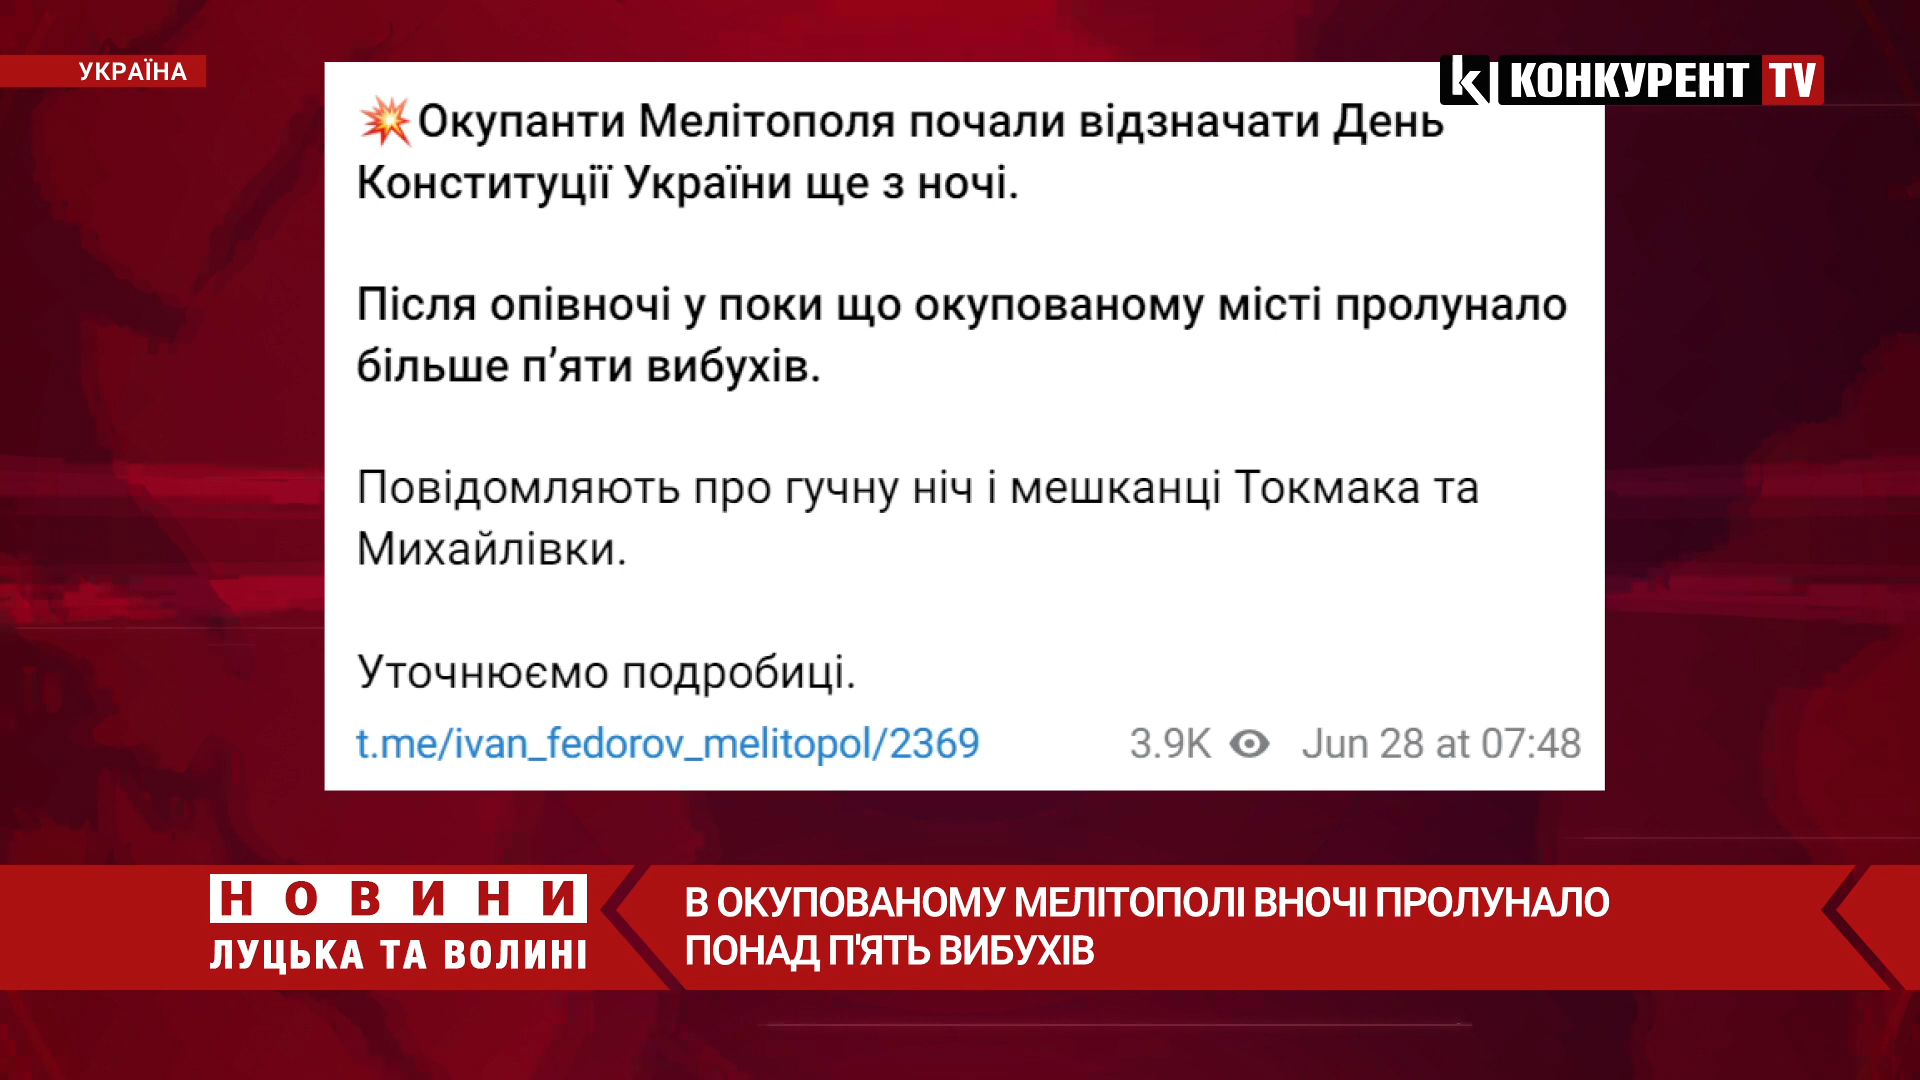 УКРАЇНА
КОНКУРЕНТ TV
💥Окупанти Мелітополя почали відзначати День
Конституції України ще з ночі.
Після опівночі у поки що окупованому місті пролунало
більше п’яти вибухів.
Повідомляють про гучну ніч і мешканці Токмака та
Михайлівки.
Уточнюємо подробиці.
t.me/ivan_fedorov_melitopol/2369 3.9K Jun 28 at 07:48
НОВИНИ
ЛУЦЬКА ТА ВОЛИНІ
В ОКУПОВАНОМУ МЕЛІТОПОЛІ ВНОЧІ ПРОЛУНАЛО
ПОНАД П'ЯТЬ ВИБУХІВ